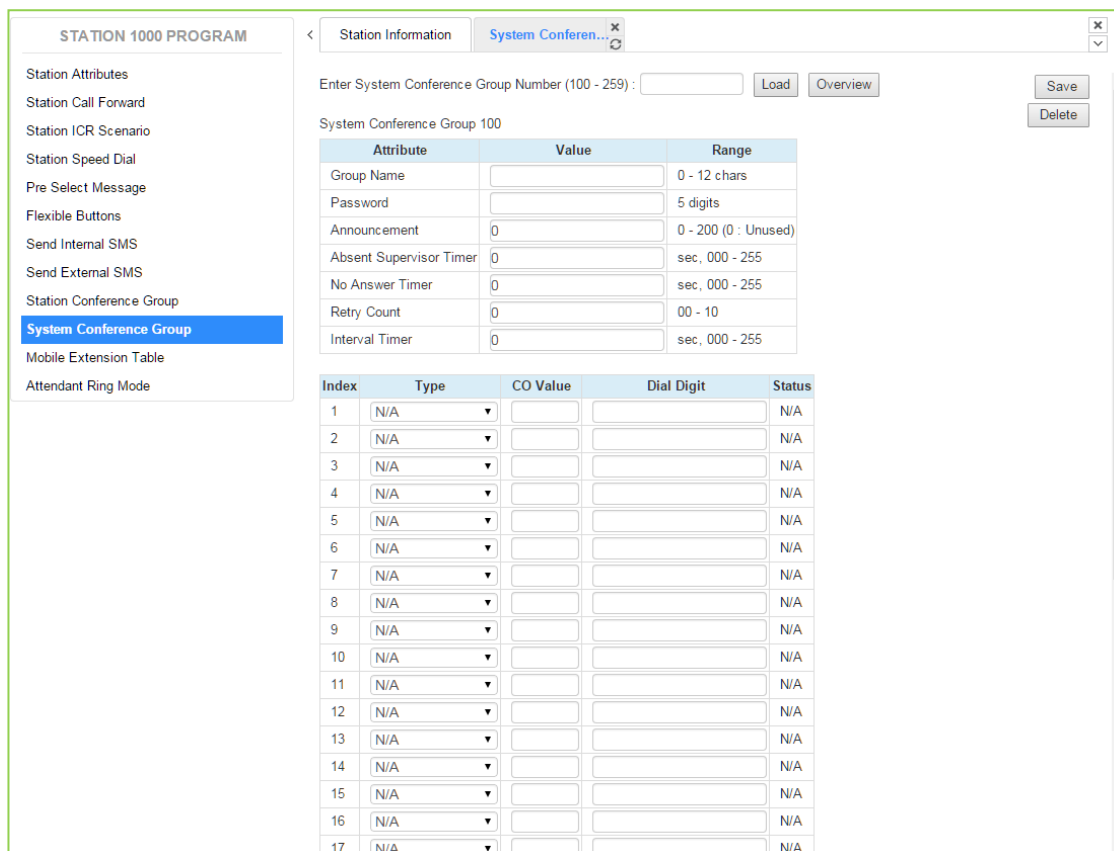 STATION 1000 PROGRAM
Station Attributes
Station Call Forward
Station ICR Scenario
Station Speed Dial
Pre Select Message
Flexible Buttons
Send Internal SMS
Send External SMS
Station Conference Group
System Conference Group
Mobile Extension Table
Attendant Ring Mode
Station Information
System Conferen...
Enter System Conference Group Number (100 - 259) : Load Overview
Save
Delete
System Conference Group 100
Attribute Value Range
Group Name 0 - 12 chars
Password 5 digits
Announcement 0 0 - 200 (0 : Unused)
Absent Supervisor Timer 0 sec, 000 - 255
No Answer Timer 0 sec, 000 - 255
Retry Count 0 00 - 10
Interval Timer 0 sec, 000 - 255
Index Type CO Value Dial Digit Status
1 N/A N/A
2 N/A N/A
3 N/A N/A
4 N/A N/A
5 N/A N/A
6 N/A N/A
7 N/A N/A
8 N/A N/A
9 N/A N/A
10 N/A N/A
11 N/A N/A
12 N/A N/A
13 N/A N/A
14 N/A N/A
15 N/A N/A
16 N/A N/A
17 N/A N/A